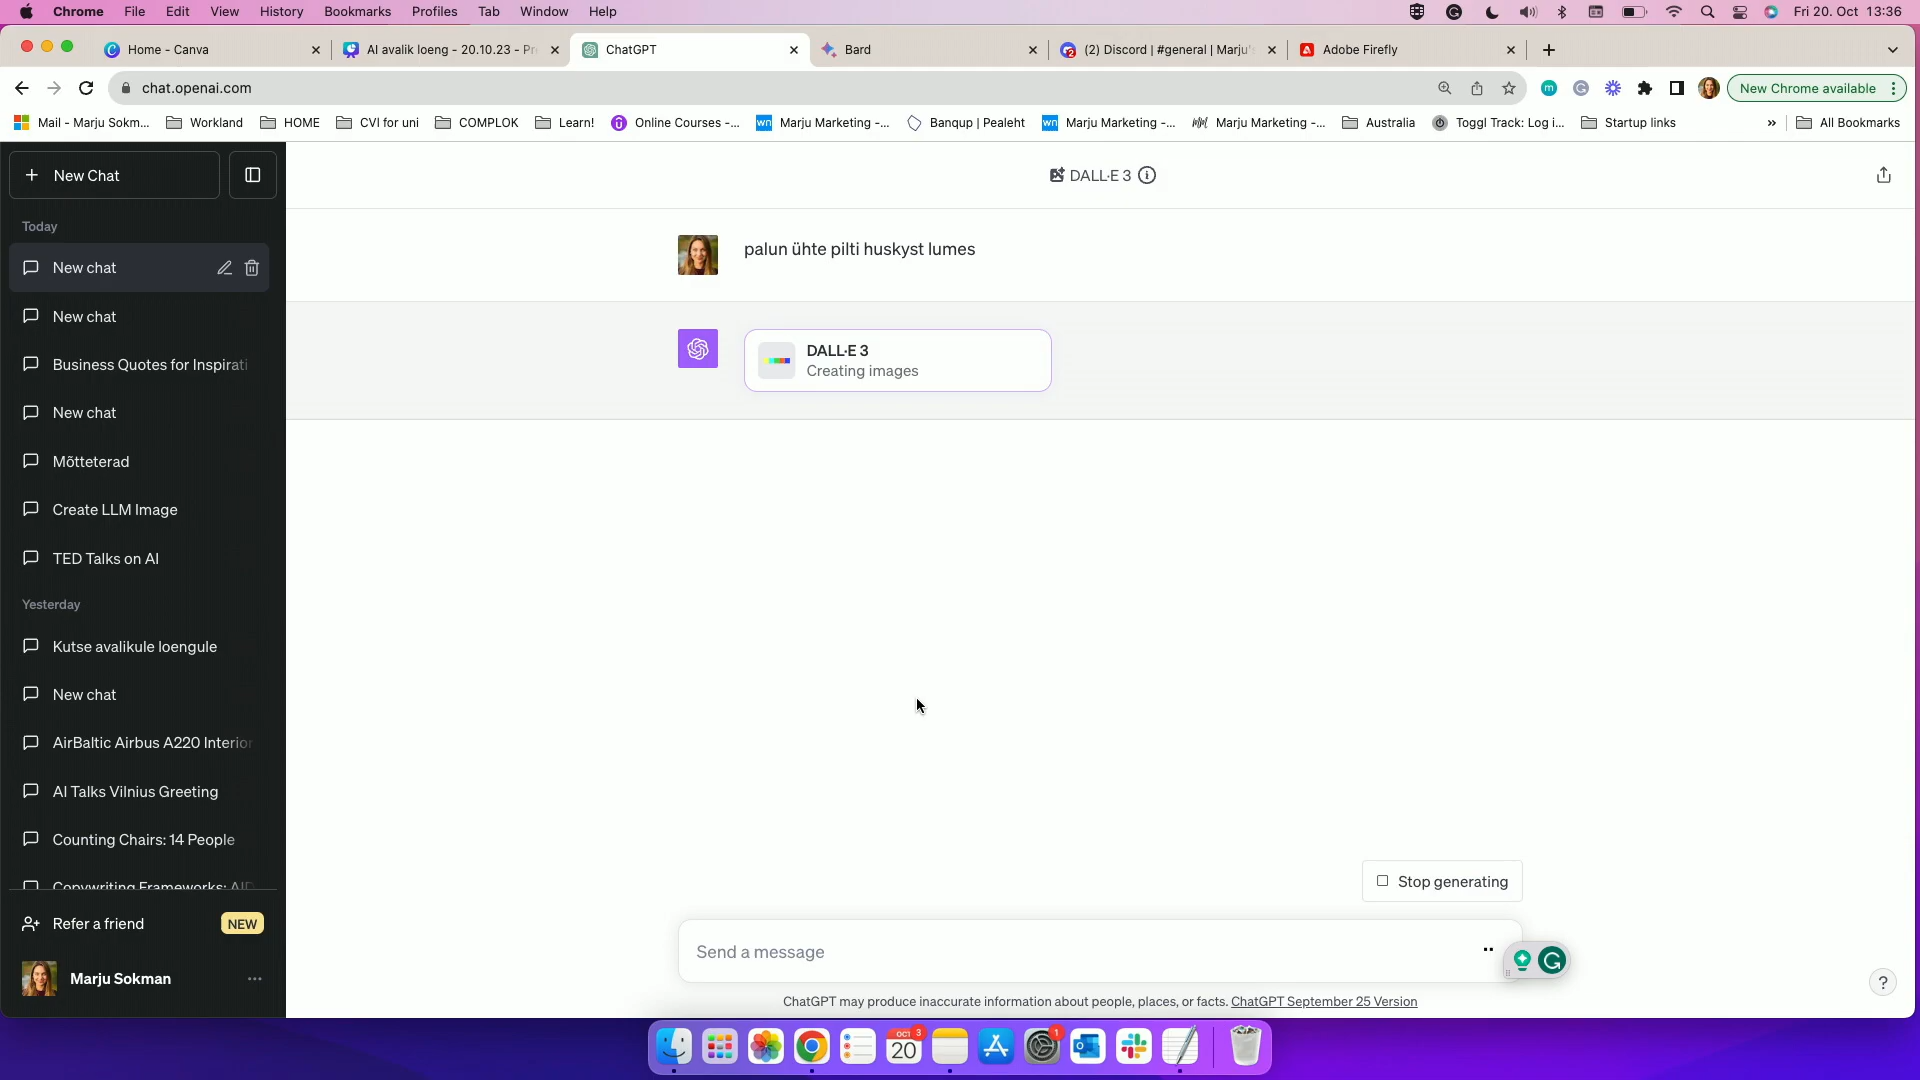 Chrome File Edit View History Bookmarks Profiles Tab Window Help Fri 20. Oct 13:36
Home - Canva AI avalik loeng - 20.10.23 - Pr ChatGPT Bard (2) Discord | #general | Marju' Adobe Firefly
chat.openai.com New Chrome available
Mail - Marju Sokm... Workland HOME CVI for uni COMPLOK Learn! Online Courses -... Marju Marketing -... Banqup | Pealeht Marju Marketing -... Marju Marketing -... Australia Toggl Track: Log i... Startup links » All Bookmarks
New Chat
DALL·E 3
Today
New chat
palun ühte pilti huskyst lumes
New chat
DALL·E 3
Creating images
Business Quotes for Inspirati
New chat
Mõtteterad
Create LLM Image
TED Talks on AI
Yesterday
Kutse avalikule loengule
New chat
AirBaltic Airbus A220 Interior
AI Talks Vilnius Greeting
Counting Chairs: 14 People
Copywriting Frameworks: AID
Stop generating
Refer a friend NEW
Send a message
Marju Sokman
?
ChatGPT may produce inaccurate information about people, places, or facts. ChatGPT September 25 Version
OCT 3
20
1